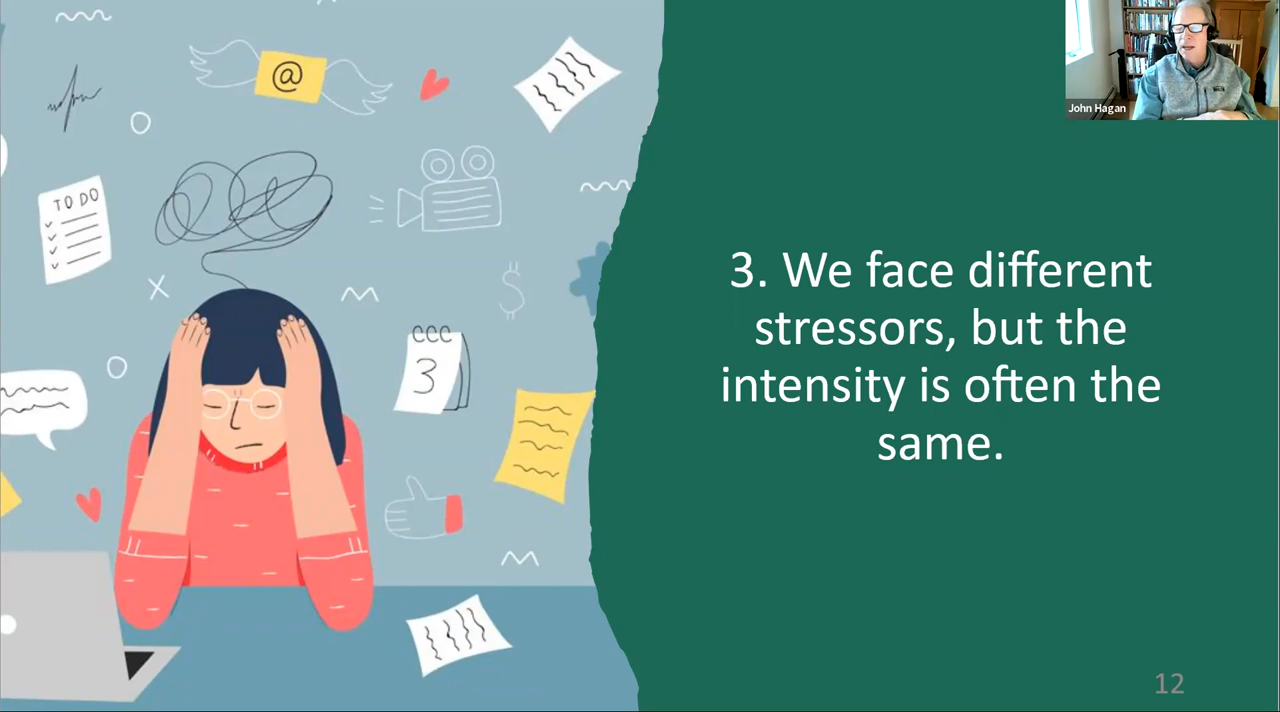 @
John Hagan
TO DO
3
3. We face different
stressors, but the
intensity is often the
same.
$
12